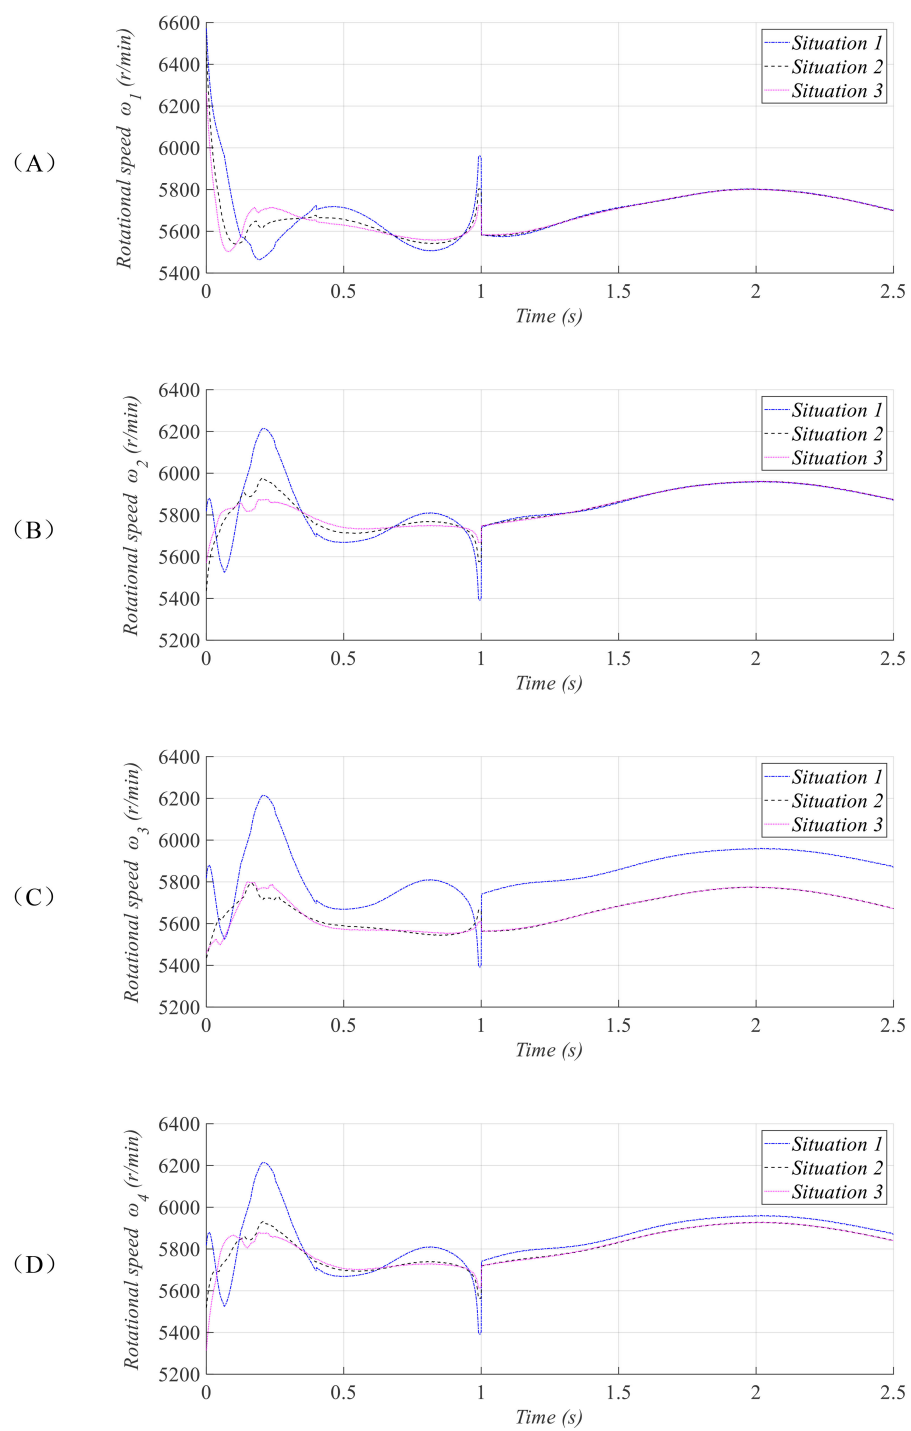 (A)
Rotational speed ω1 (r/min)
6600
6400
6200
6000
5800
5600
5400
Situation 1
Situation 2
Situation 3
0 0.5 1 1.5 2 2.5
Time (s)
(B)
Rotational speed ω2 (r/min)
6400
6200
6000
5800
5600
5400
5200
Situation 1
Situation 2
Situation 3
0 0.5 1 1.5 2 2.5
Time (s)
(C)
Rotational speed ω3 (r/min)
6400
6200
6000
5800
5600
5400
5200
Situation 1
Situation 2
Situation 3
0 0.5 1 1.5 2 2.5
Time (s)
(D)
Rotational speed ω4 (r/min)
6400
6200
6000
5800
5600
5400
5200
Situation 1
Situation 2
Situation 3
0 0.5 1 1.5 2 2.5
Time (s)